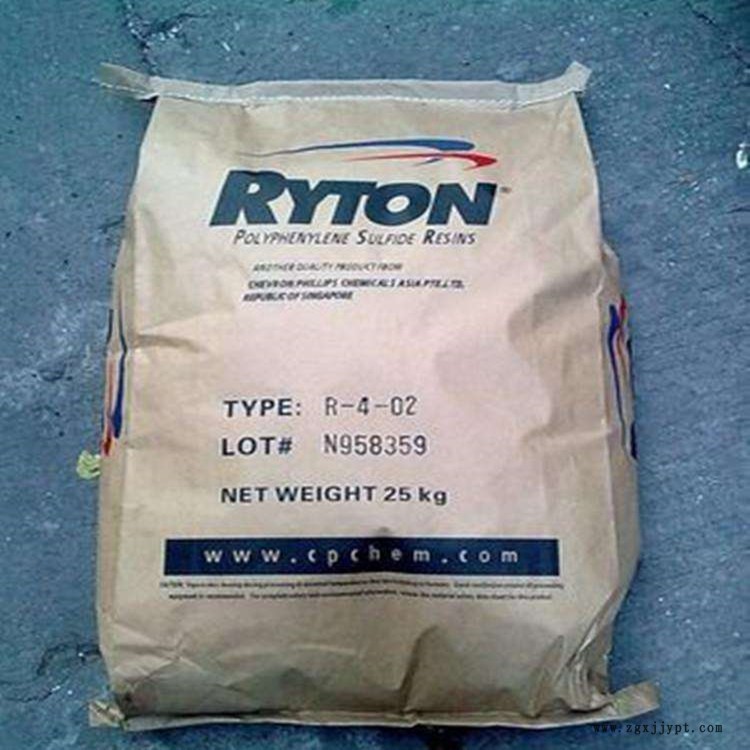 RYTON®
POLYPHENYLENE SULFIDE RESINS
ANOTHER QUALITY PRODUCT FROM
CHEVRON PHILLIPS CHEMICALS ASIA PTE.LTD.
REPUBLIC OF SINGAPORE
TYPE: R-4-02
LOT# N958359
NET WEIGHT 25 kg
www.cpchem.com
www.zgxjjypt.com